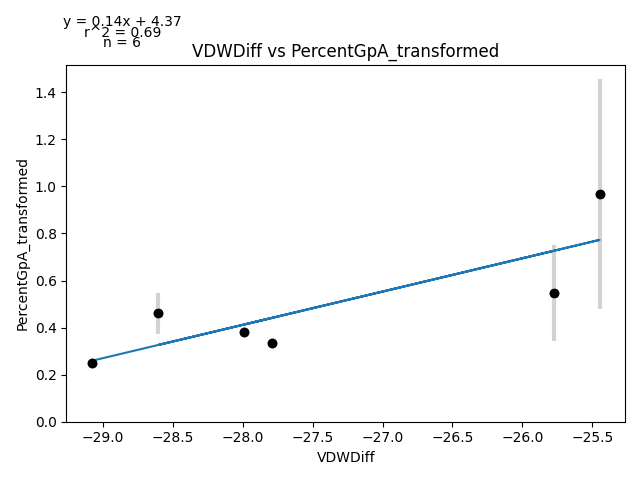 y = 0.14x + 4.37
r^2 = 0.69
n = 6
VDWDiff vs PercentGpA_transformed
1.4
1.2
1.0
0.8
0.6
0.4
0.2
0.0
PercentGpA_transformed
−29.0 −28.5 −28.0 −27.5 −27.0 −26.5 −26.0 −25.5
VDWDiff